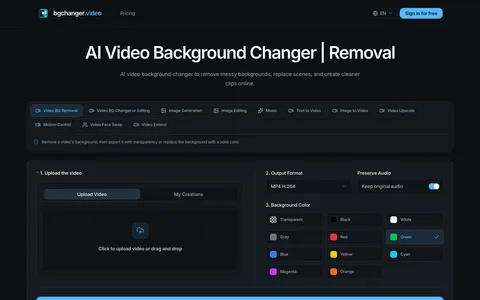 bgchanger.video
Pricing
EN
Sign in for free
AI Video Background Changer | Removal
AI video background changer to remove messy backgrounds, replace scenes, and create cleaner
clips online.
Video BG Removal
Video BG Changer or Editing
Image Generation
Image Editing
Music
Text to Video
Image to Video
Video Upscale
Motion Control
Video Face Swap
Video Extend
Remove a video's background, then export it with transparency or replace the background with a solid color.
* 1. Upload the video
Upload Video
My Creations
Click to upload video or drag and drop
2. Output Format
MP4 H.264
Preserve Audio
Keep original audio
3. Background Color
Transparent
Black
White
Gray
Red
Green
Blue
Yellow
Cyan
Magenta
Orange